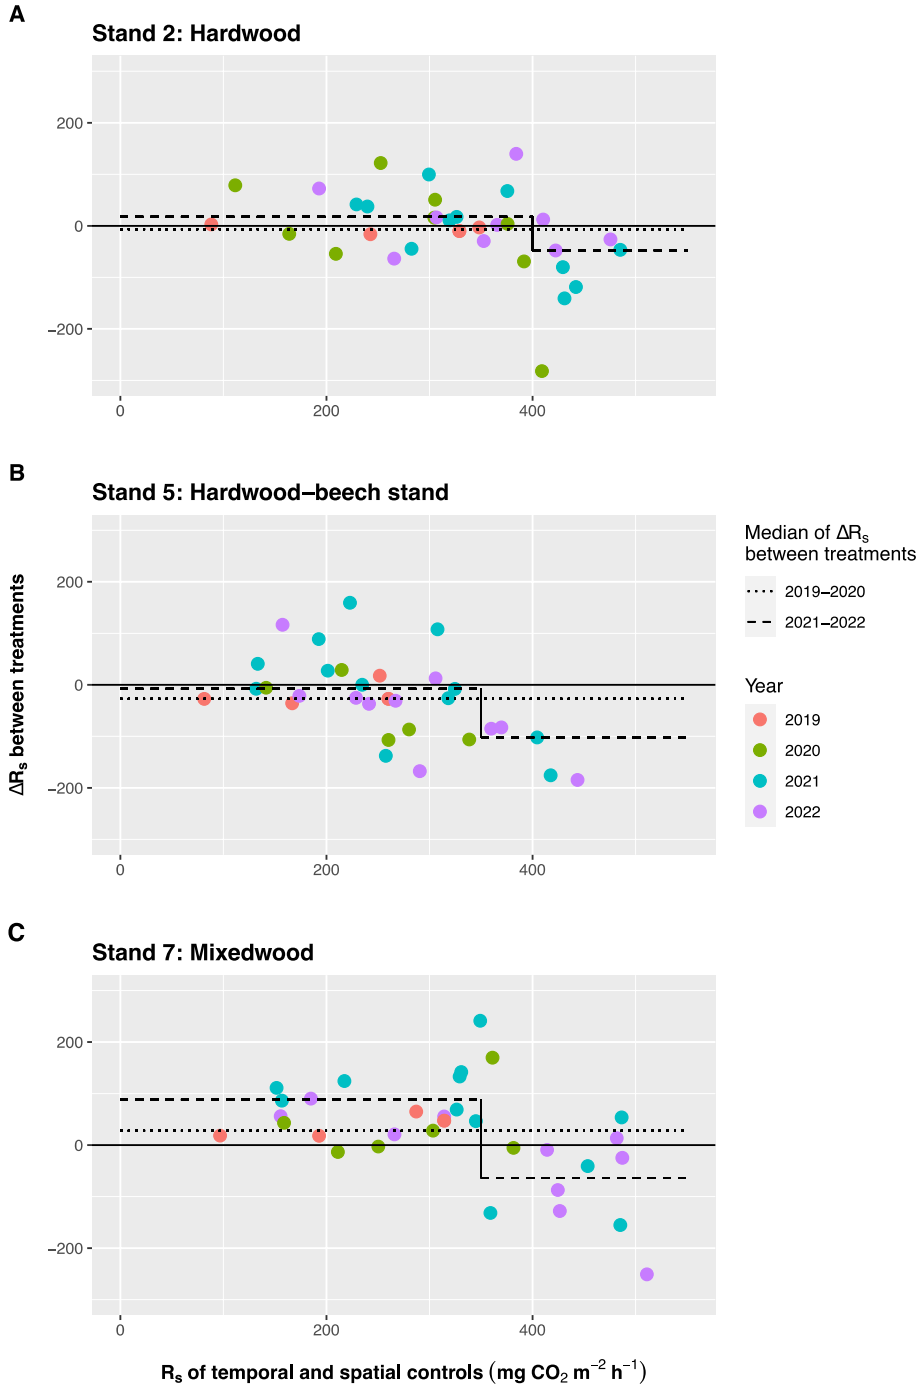 A
Stand 2: Hardwood
200
0
−200
0 200 400
B
Stand 5: Hardwood−beech stand
200
0
−200
0 200 400
Median of ΔRs
between treatments
2019−2020
2021−2022
Year
2019
2020
2021
2022
ΔRs between treatments
C
Stand 7: Mixedwood
200
0
−200
0 200 400
Rs of temporal and spatial controls (mg CO₂ m⁻² h⁻¹)